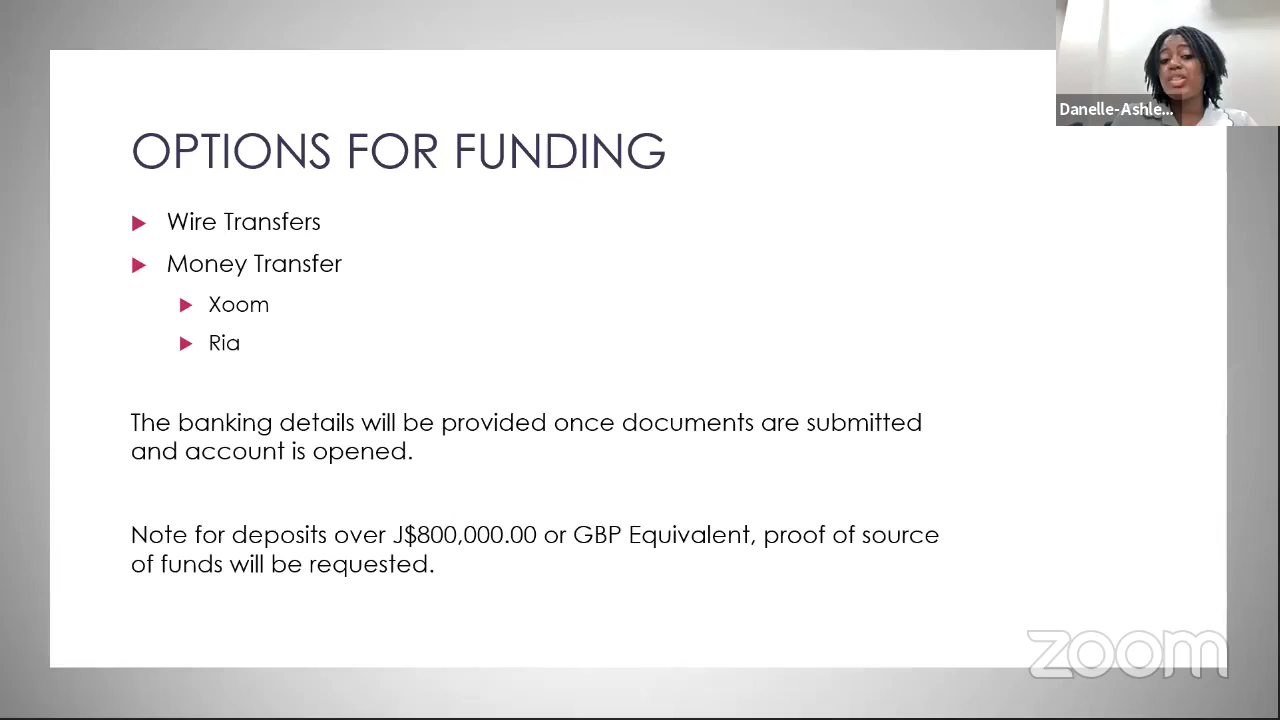 Danelle-Ashle...
OPTIONS FOR FUNDING
Wire Transfers
Money Transfer
Xoom
Ria
The banking details will be provided once documents are submitted
and account is opened.
Note for deposits over J$800,000.00 or GBP Equivalent, proof of source
of funds will be requested.
zoom